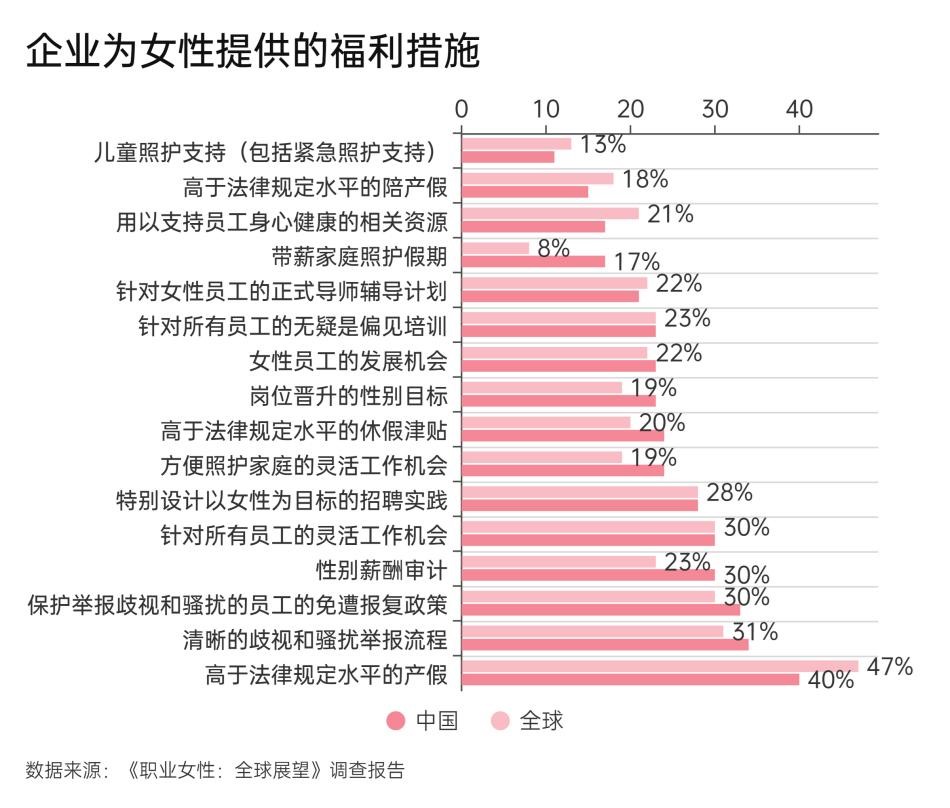 企业为女性提供的福利措施
0 10 20 30 40
儿童照护支持（包括紧急照护支持） 13%
高于法律规定水平的陪产假 18%
用以支持员工身心健康的相关资源 21%
带薪家庭照护假期 8% 17%
针对女性员工的正式导师辅导计划 22%
针对所有员工的无疑是偏见培训 23%
女性员工的发展机会 22%
岗位晋升的性别目标 19%
高于法律规定水平的休假津贴 20%
方便照护家庭的灵活工作机会 19%
特别设计以女性为目标的招聘实践 28%
针对所有员工的灵活工作机会 30%
性别薪酬审计 23% 30%
保护举报歧视和骚扰的员工的免遭报复政策 30%
清晰的歧视和骚扰举报流程 31%
高于法律规定水平的产假 47% 40%
中国 全球
数据来源：《职业女性：全球展望》调查报告